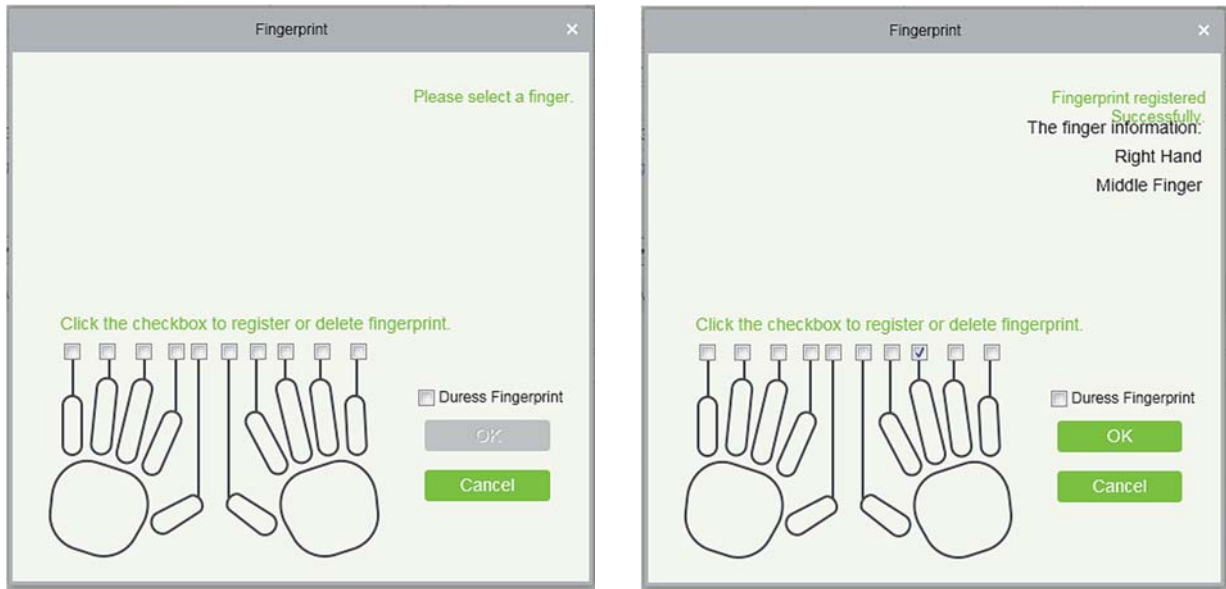 Fingerprint
Please select a finger.
Click the checkbox to register or delete fingerprint.
Duress Fingerprint
OK
Cancel
Fingerprint
Fingerprint registered
Successfully.
The finger information:
Right Hand
Middle Finger
Click the checkbox to register or delete fingerprint.
Duress Fingerprint
OK
Cancel